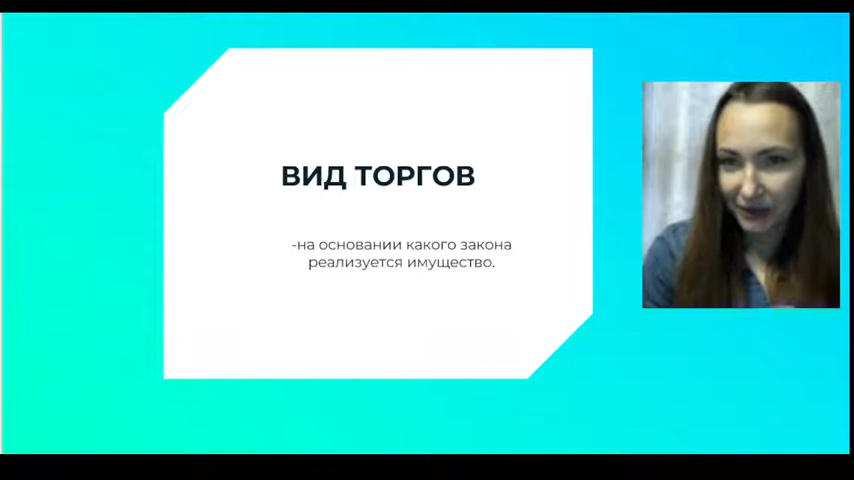 ВИД ТОРГОВ
-на основании какого закона
реализуется имущество.